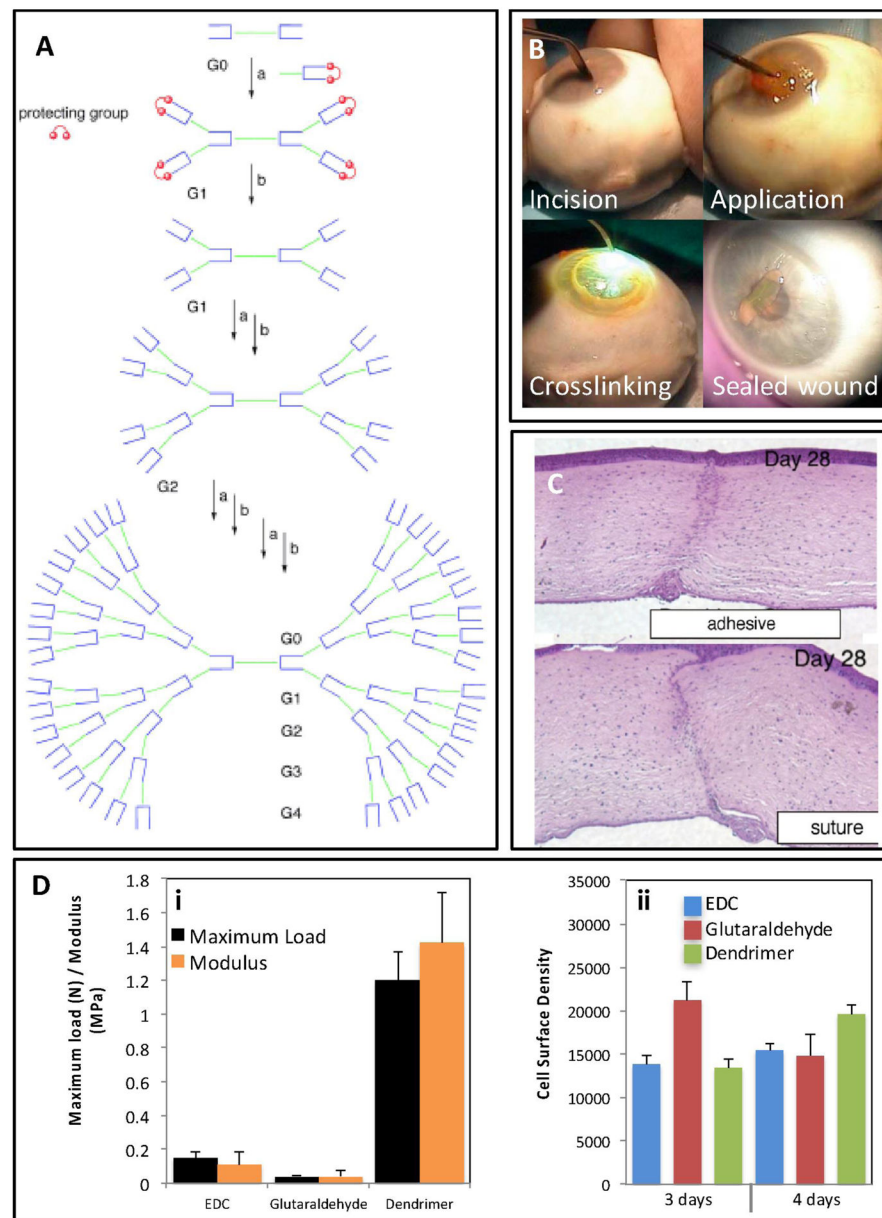 A
G0
a
protecting group
G1
b
G1
a
b
G2
a
b
a
b
G0
G1
G2
G3
G4
B
Incision
Application
Crosslinking
Sealed wound
C
Day 28
adhesive
Day 28
suture
D
i
Maximum load (N) / Modulus
(MPa)
1.8
1.6
1.4
1.2
1
0.8
0.6
0.4
0.2
0
Maximum Load
Modulus
EDC
Glutaraldehyde
Dendrimer
ii
Cell Surface Density
35000
30000
25000
20000
15000
10000
5000
0
EDC
Glutaraldehyde
Dendrimer
3 days
4 days